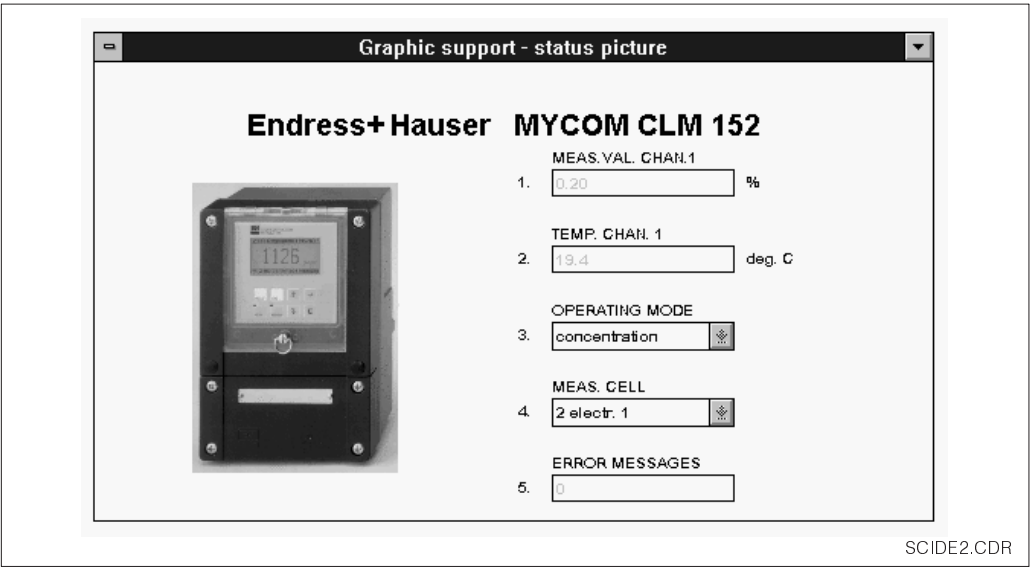 Graphic support - status picture
Endress+Hauser MYCOM CLM 152
MEAS.VAL. CHAN.1
1. 0.20 %
TEMP. CHAN. 1
2. 19.4 deg. C
OPERATING MODE
3. concentration
MEAS. CELL
4. 2 electr. 1
ERROR MESSAGES
5. 0
1126
SCIDE2.CDR